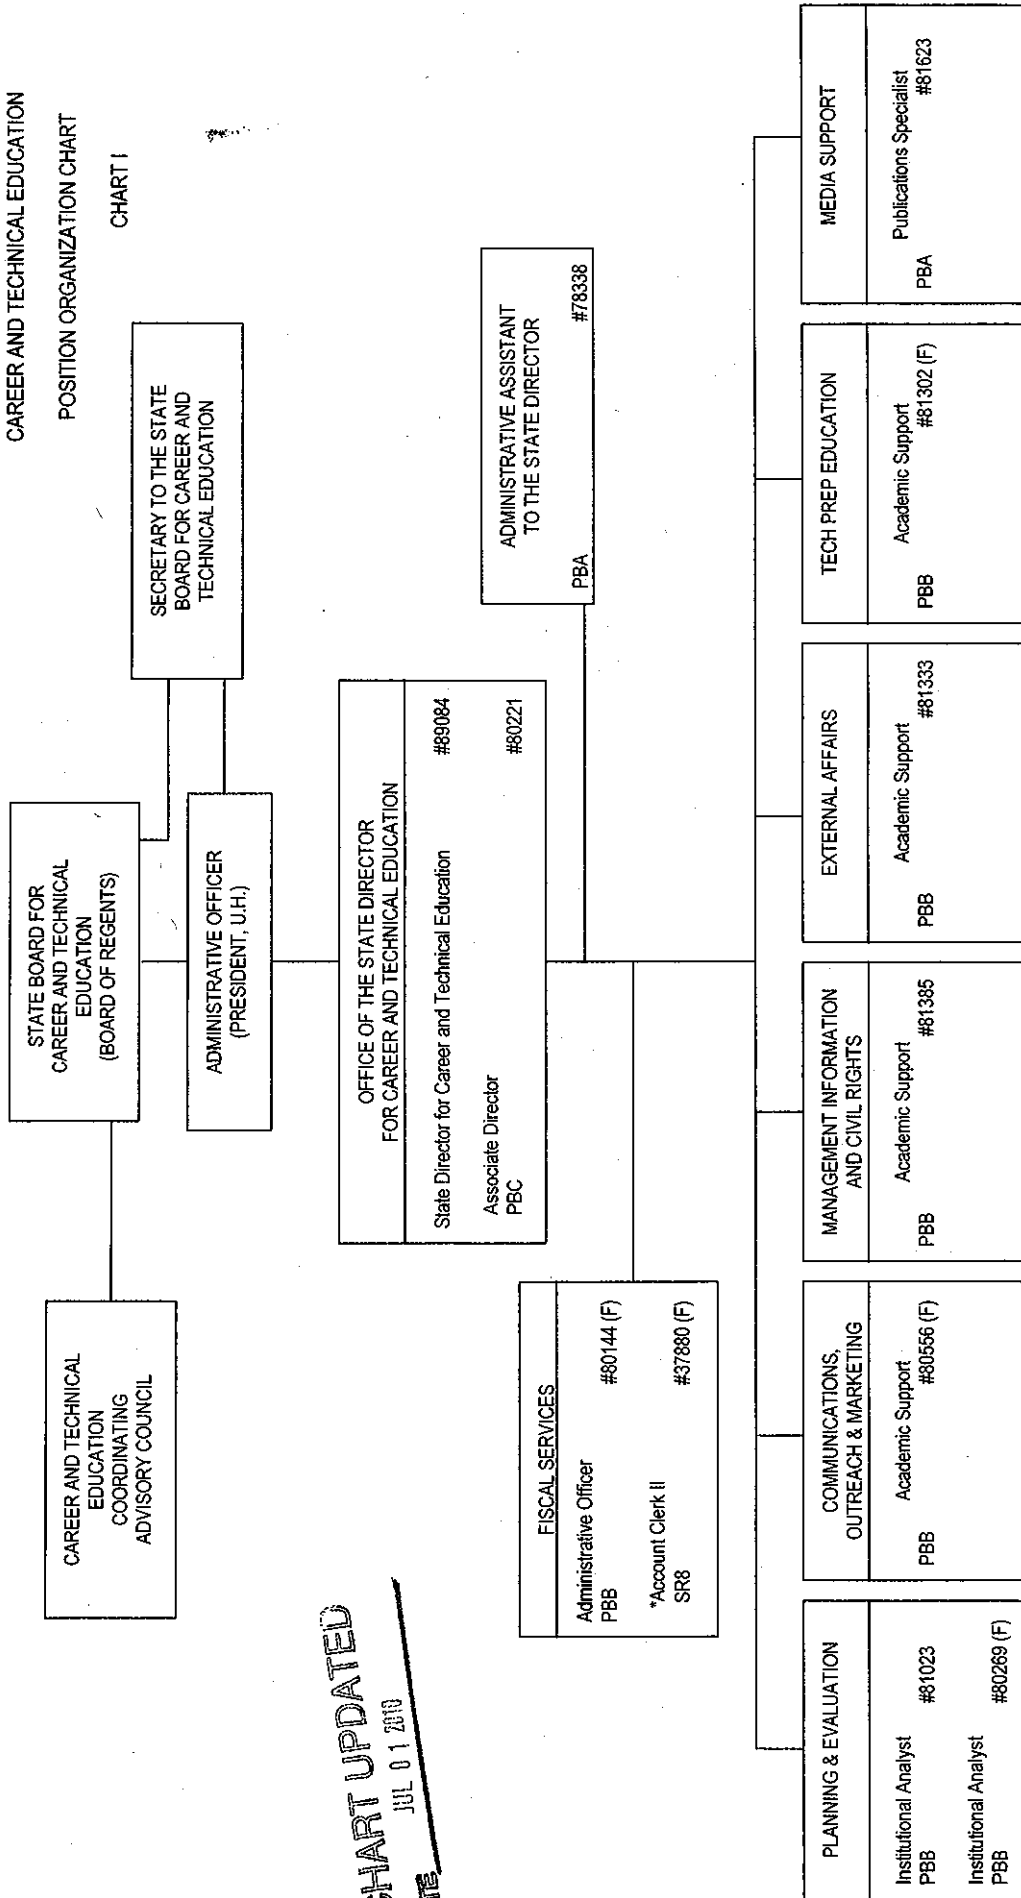 CAREER AND TECHNICAL EDUCATION
POSITION ORGANIZATION CHART
CHART I
STATE BOARD FOR
CAREER AND TECHNICAL
EDUCATION
(BOARD OF REGENTS)
CAREER AND TECHNICAL
EDUCATION
COORDINATING
ADVISORY COUNCIL
SECRETARY TO THE STATE
BOARD FOR CAREER AND
TECHNICAL EDUCATION
ADMINISTRATIVE OFFICER
(PRESIDENT, U.H.)
OFFICE OF THE STATE DIRECTOR
FOR CAREER AND TECHNICAL EDUCATION
State Director for Career and Technical Education #89084
Associate Director #80221
PBC
ADMINISTRATIVE ASSISTANT
TO THE STATE DIRECTOR
PBA #78338
FISCAL SERVICES
Administrative Officer #80144 (F)
PBB
*Account Clerk II #37880 (F)
SR8
CHART UPDATED
JUL 01 2010
PLANNING & EVALUATION
Institutional Analyst #81023
PBB
Institutional Analyst #80269 (F)
PBB
COMMUNICATIONS,
OUTREACH & MARKETING
Academic Support
PBB #80556 (F)
MANAGEMENT INFORMATION
AND CIVIL RIGHTS
Academic Support
PBB #81385
EXTERNAL AFFAIRS
Academic Support
PBB #81333
TECH PREP EDUCATION
Academic Support
PBB #81302 (F)
MEDIA SUPPORT
Publications Specialist
PBA #81623